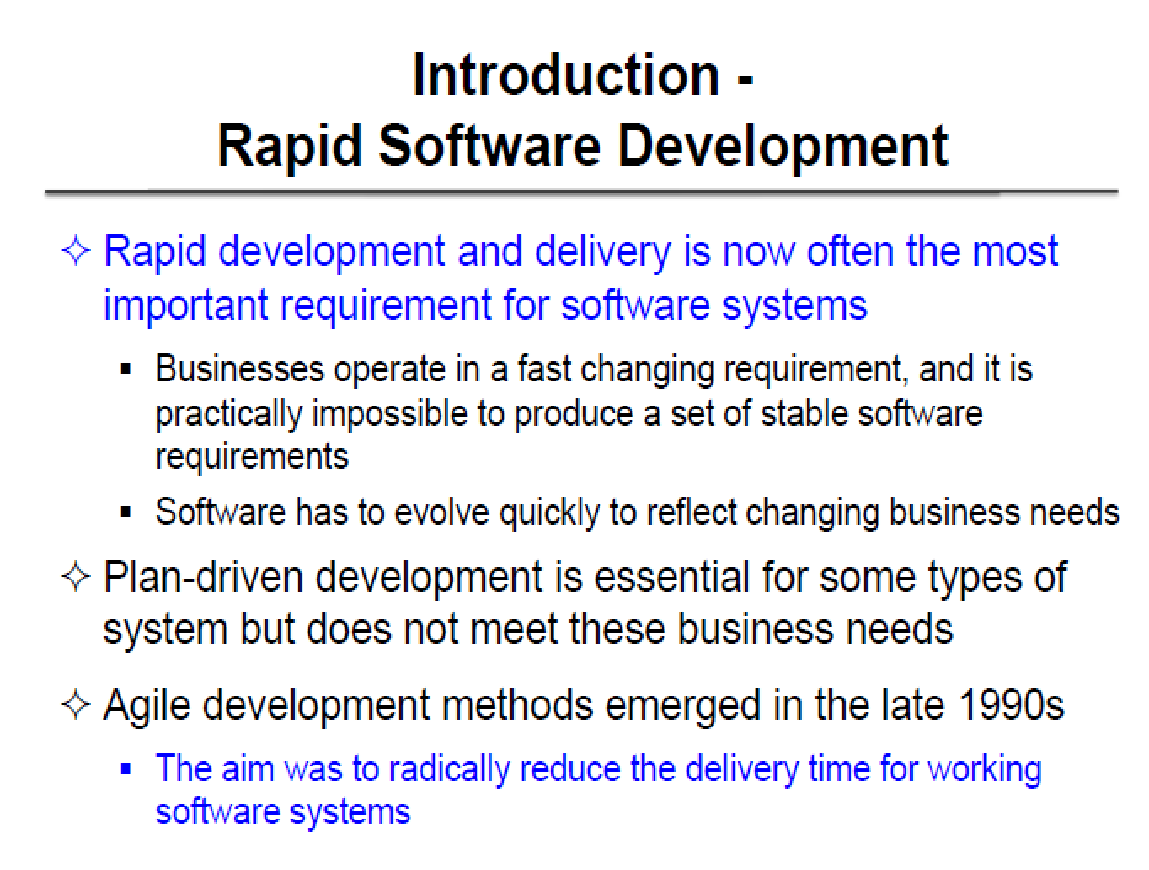 Introduction -
Rapid Software Development
✧ Rapid development and delivery is now often the most
important requirement for software systems
▪ Businesses operate in a fast changing requirement, and it is
practically impossible to produce a set of stable software
requirements
▪ Software has to evolve quickly to reflect changing business needs
✧ Plan-driven development is essential for some types of
system but does not meet these business needs
✧ Agile development methods emerged in the late 1990s
▪ The aim was to radically reduce the delivery time for working
software systems